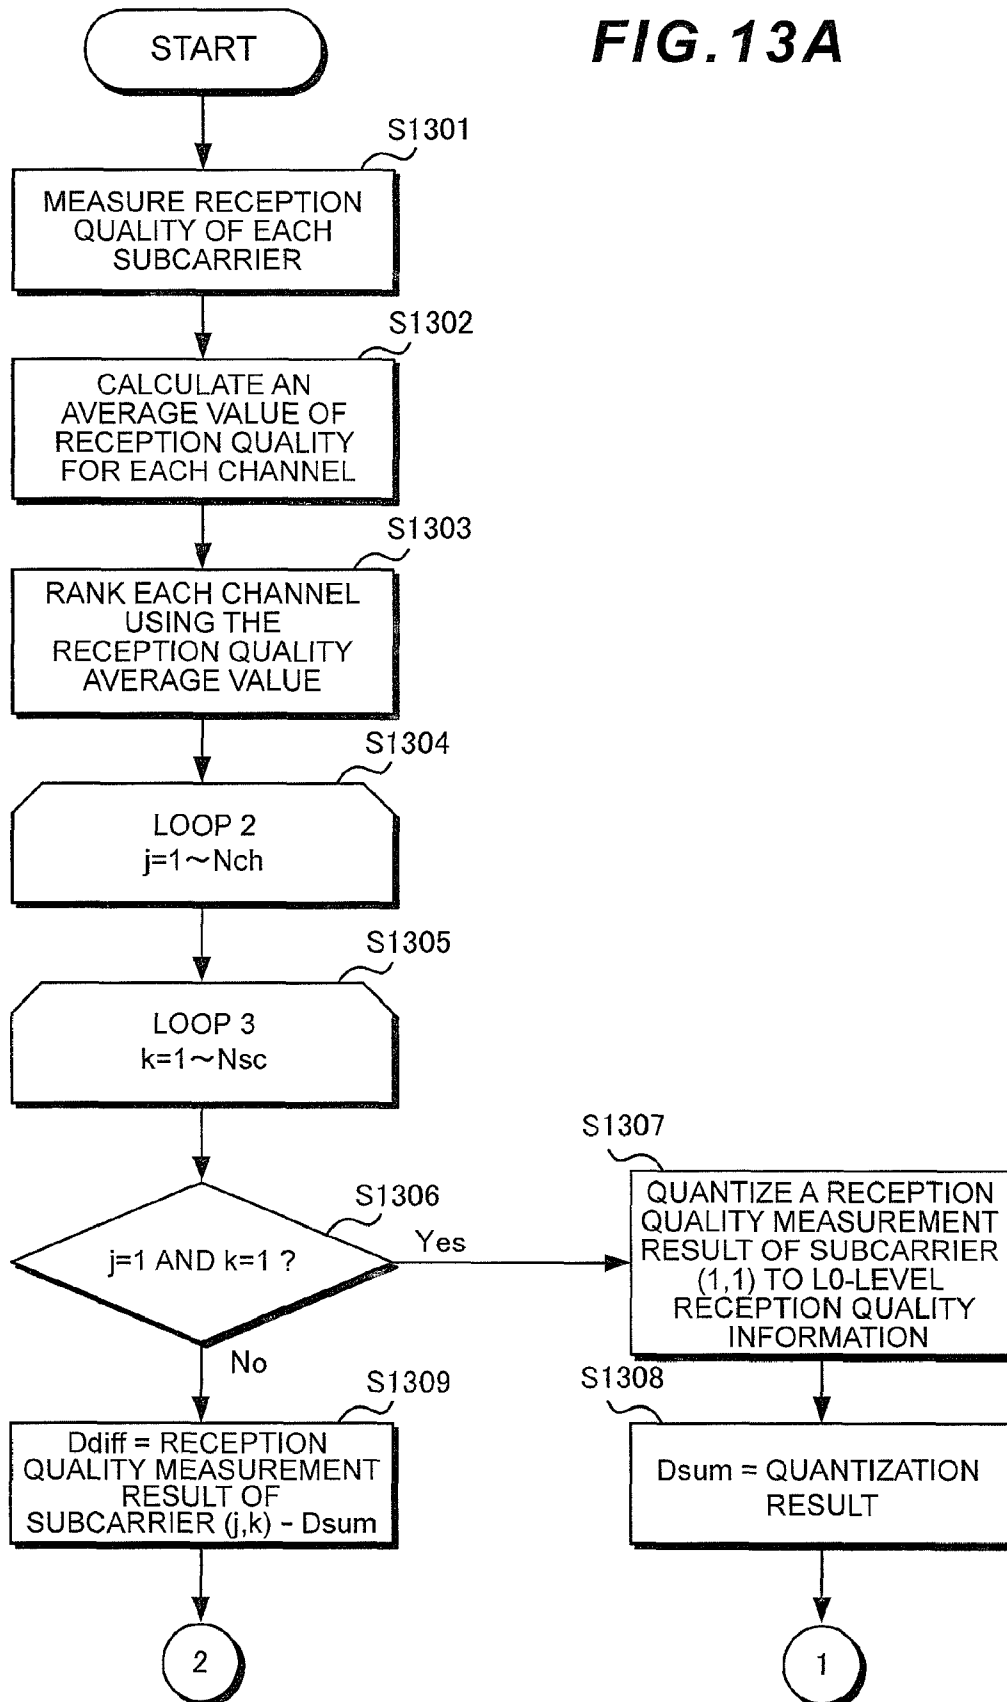 FIG.13A
START
S1301
MEASURE RECEPTION
QUALITY OF EACH
SUBCARRIER
S1302
CALCULATE AN
AVERAGE VALUE OF
RECEPTION QUALITY
FOR EACH CHANNEL
S1303
RANK EACH CHANNEL
USING THE
RECEPTION QUALITY
AVERAGE VALUE
S1304
LOOP 2
j=1～Nch
S1305
LOOP 3
k=1～Nsc
S1306
j=1 AND k=1 ?
Yes
No
S1307
QUANTIZE A RECEPTION
QUALITY MEASUREMENT
RESULT OF SUBCARRIER
(1,1) TO L0-LEVEL
RECEPTION QUALITY
INFORMATION
S1308
Dsum = QUANTIZATION
RESULT
S1309
Ddiff = RECEPTION
QUALITY MEASUREMENT
RESULT OF
SUBCARRIER (j,k) - Dsum
2
1